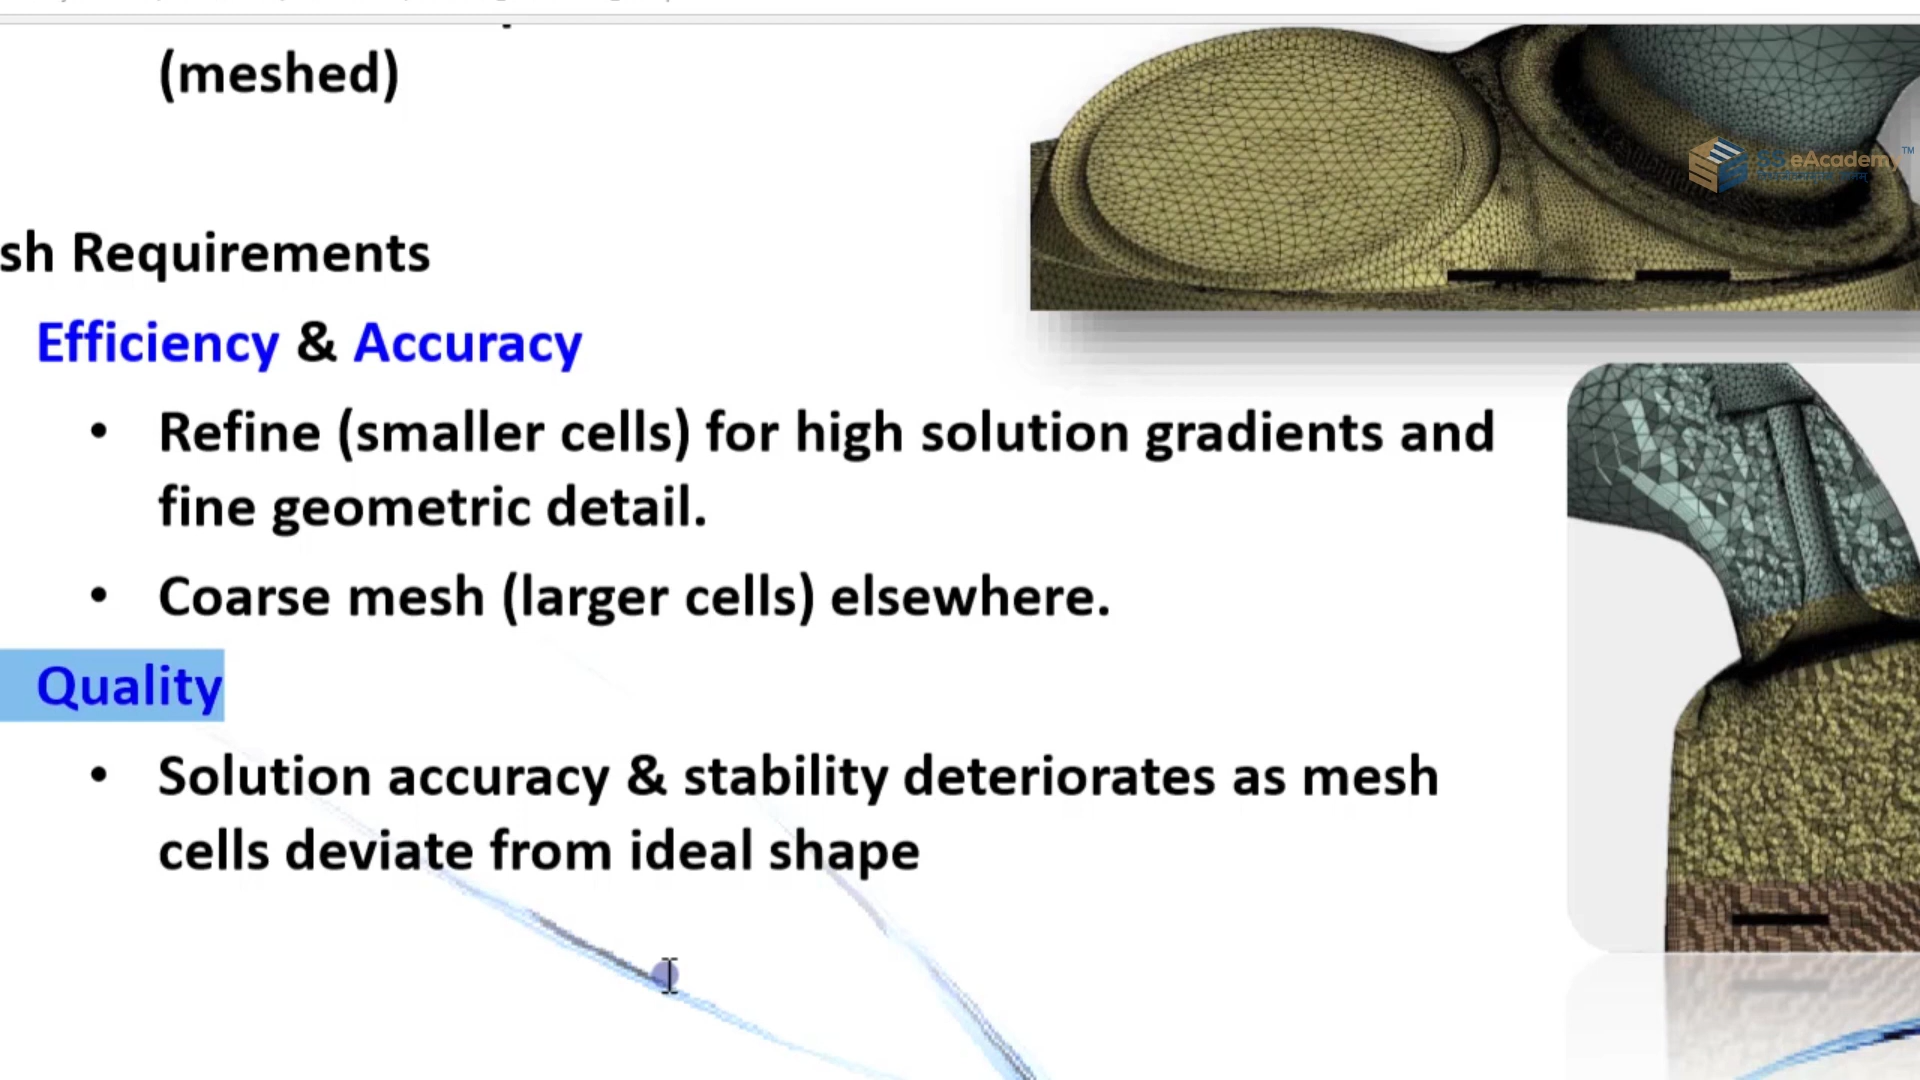 (meshed)
sh Requirements
Efficiency & Accuracy
• Refine (smaller cells) for high solution gradients and
fine geometric detail.
• Coarse mesh (larger cells) elsewhere.
Quality
• Solution accuracy & stability deteriorates as mesh
cells deviate from ideal shape
eAcademy™